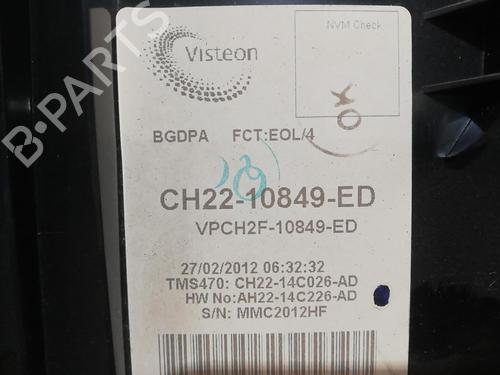 Visteon
NVM Check
OK
BGDPA FCT:EOL/4
CH22-10849-ED
VPCH2F-10849-ED
27/02/2012 06:32:32
TMS470: CH22-14C026-AD
HW No:AH22-14C226-AD
S/N: MMC2012HF
B-PARTS